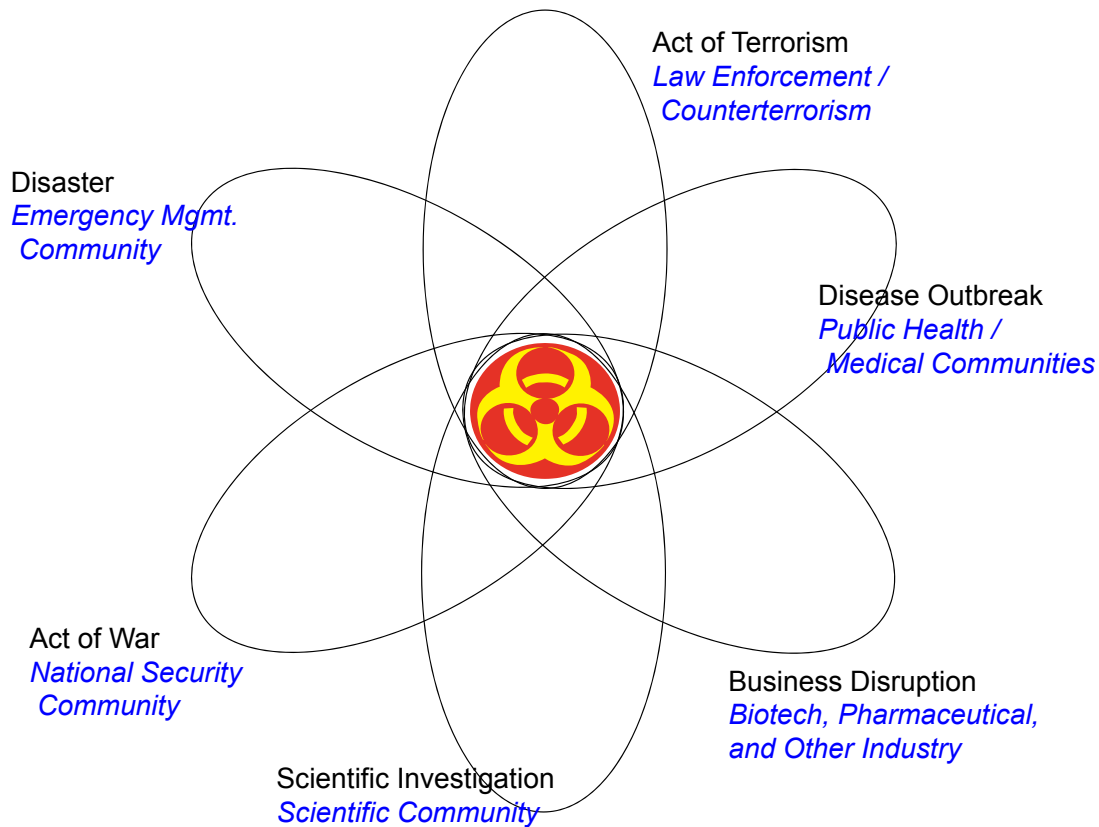 Act of Terrorism
Law Enforcement /
Counterterrorism
Disaster
Emergency Mgmt.
Community
Disease Outbreak
Public Health /
Medical Communities
Act of War
National Security
Community
Business Disruption
Biotech, Pharmaceutical,
and Other Industry
Scientific Investigation
Scientific Community